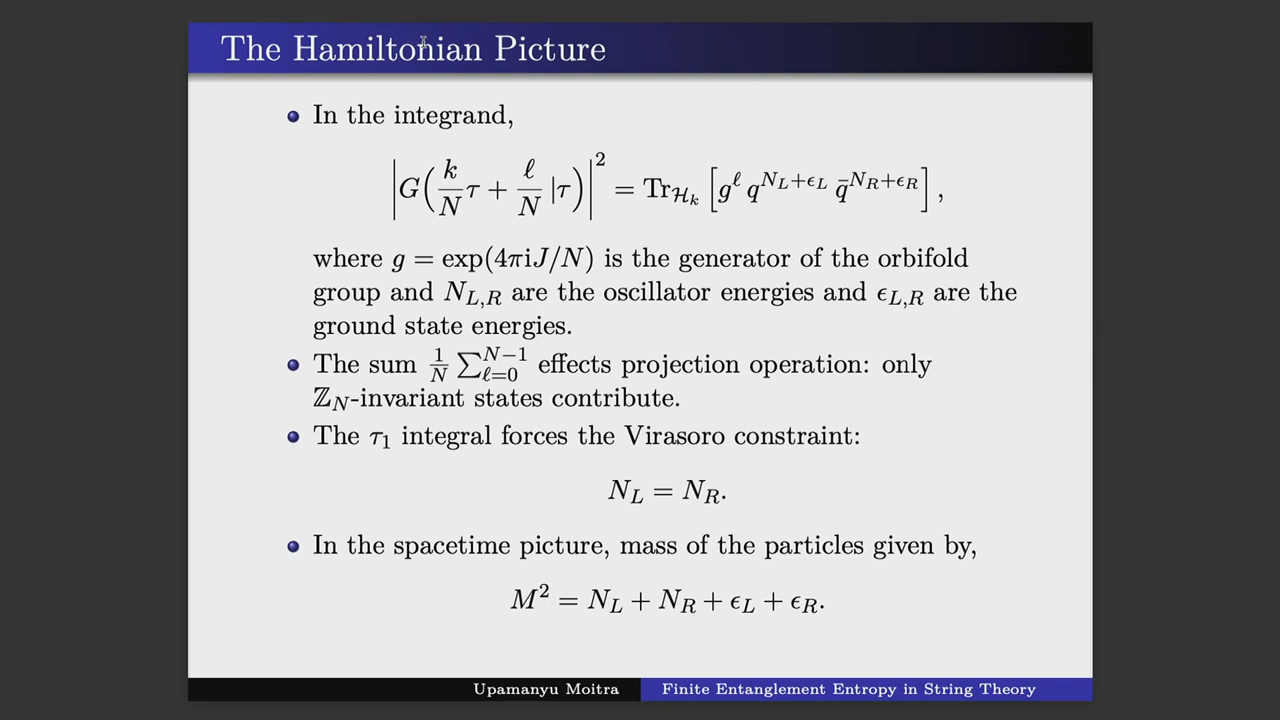 The Hamiltonian Picture
In the integrand,
|G(k/N τ + ℓ/N |τ)|² = Tr_{ℋ_k} [g^ℓ q^{N_L+ϵ_L} q̄^{N_R+ϵ_R}],
where g = exp(4πiJ/N) is the generator of the orbifold
group and N_{L,R} are the oscillator energies and ϵ_{L,R} are the
ground state energies.
The sum 1/N ∑_{ℓ=0}^{N−1} effects projection operation: only
ℤ_N-invariant states contribute.
The τ₁ integral forces the Virasoro constraint:
N_L = N_R.
In the spacetime picture, mass of the particles given by,
M² = N_L + N_R + ϵ_L + ϵ_R.
Upamanyu Moitra Finite Entanglement Entropy in String Theory